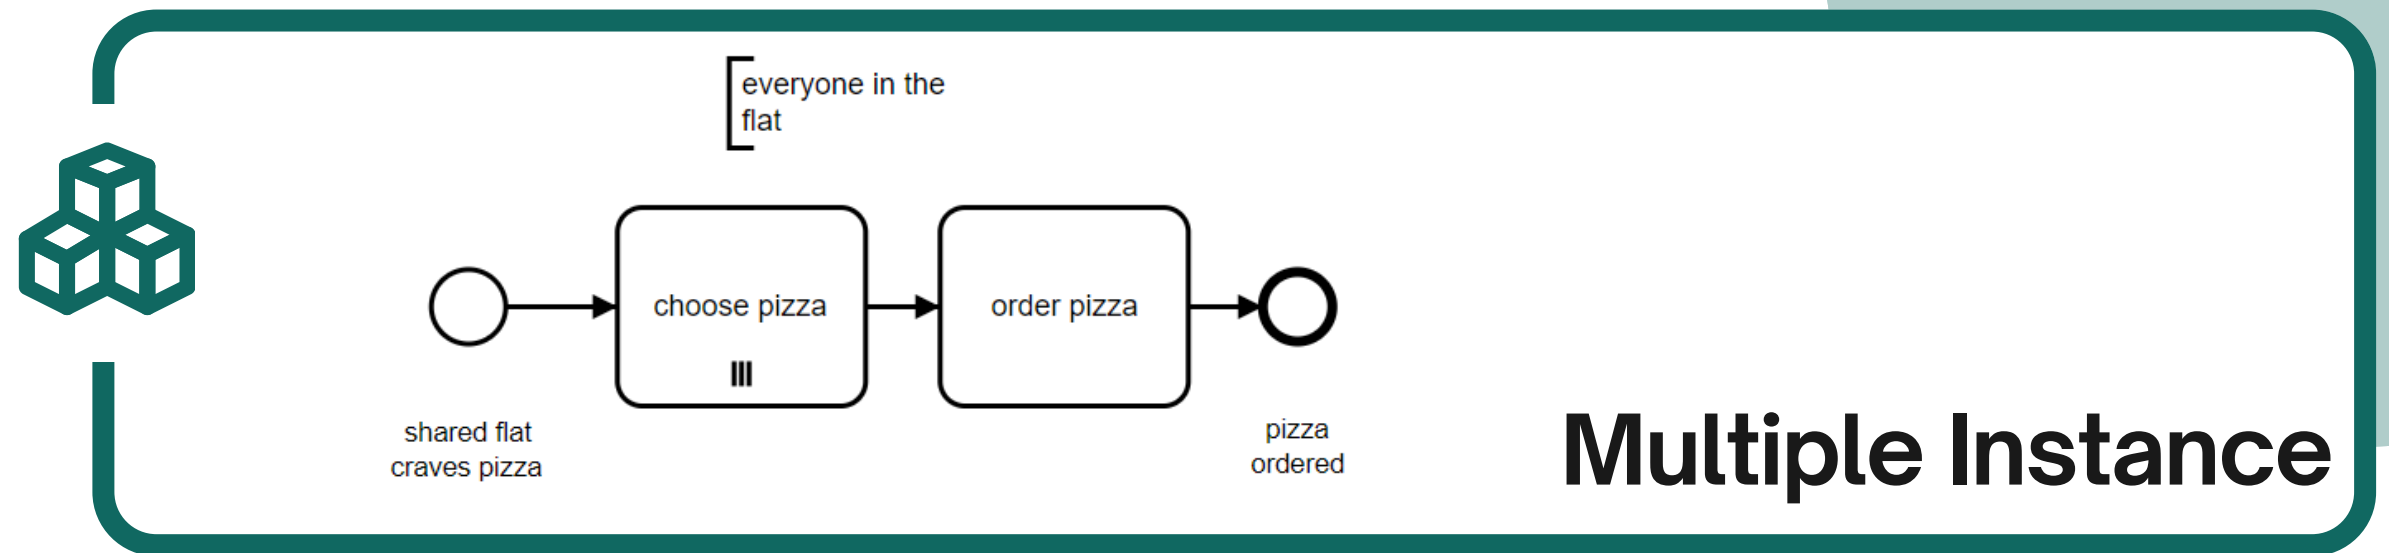 everyone in the
flat
choose pizza
order pizza
shared flat
craves pizza
pizza
ordered
Multiple Instance